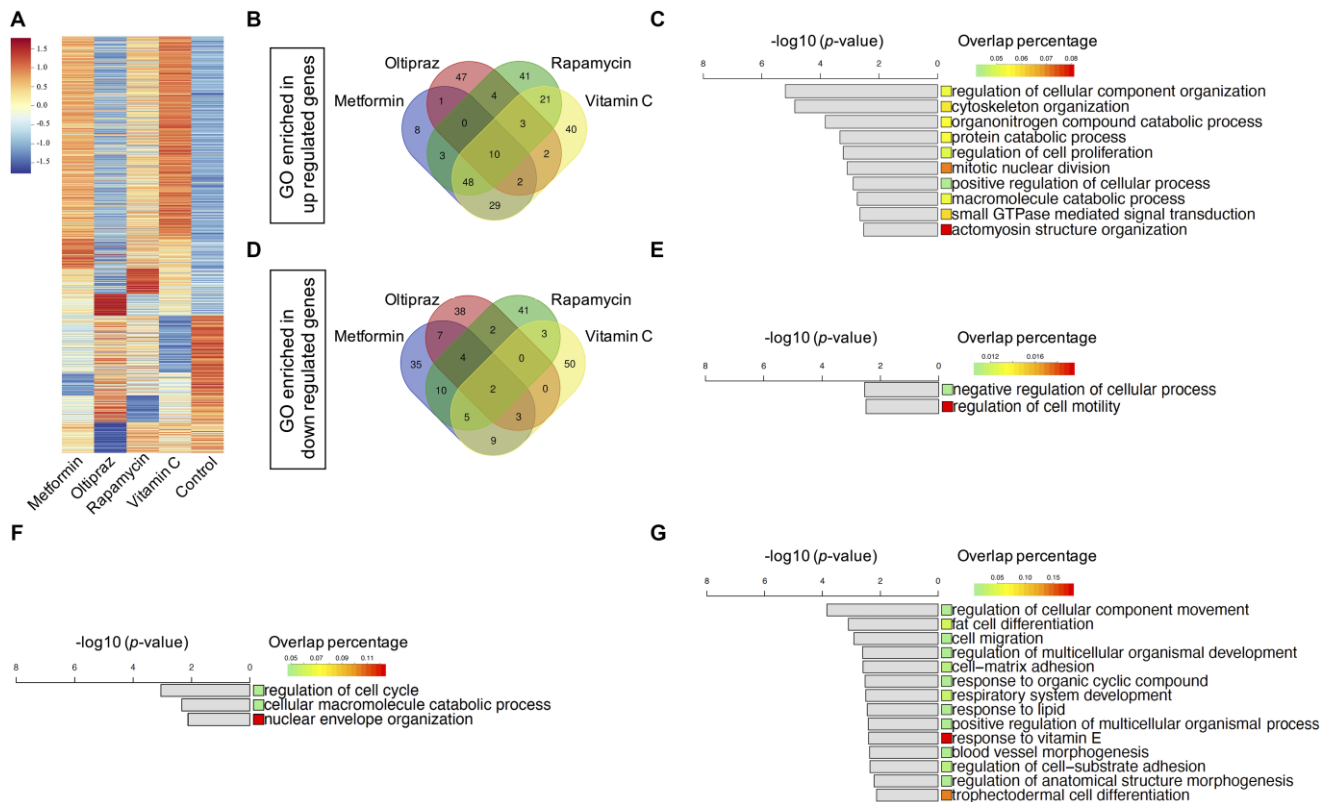 A
1.5
1.0
0.5
0.0
-0.5
-1.0
-1.5
Metformin
Oltipraz
Rapamycin
Vitamin C
Control
B
GO enriched in
up regulated genes
Oltipraz
Rapamycin
Metformin
Vitamin C
47
41
1
4
21
8
0
3
40
3
10
2
48
2
29
C
-log10 (p-value)
Overlap percentage
0.05 0.06 0.07 0.08
8 6 4 2 0
regulation of cellular component organization
cytoskeleton organization
organonitrogen compound catabolic process
protein catabolic process
regulation of cell proliferation
mitotic nuclear division
positive regulation of cellular process
macromolecule catabolic process
small GTPase mediated signal transduction
actomyosin structure organization
D
GO enriched in
down regulated genes
Oltipraz
Rapamycin
Metformin
Vitamin C
38
41
7
2
3
35
4
0
50
10
2
0
5
3
9
E
-log10 (p-value)
Overlap percentage
0.012 0.016
8 6 4 2 0
negative regulation of cellular process
regulation of cell motility
F
-log10 (p-value)
Overlap percentage
0.05 0.07 0.09 0.11
8 6 4 2 0
regulation of cell cycle
cellular macromolecule catabolic process
nuclear envelope organization
G
-log10 (p-value)
Overlap percentage
0.05 0.10 0.15
8 6 4 2 0
regulation of cellular component movement
fat cell differentiation
cell migration
regulation of multicellular organismal development
cell−matrix adhesion
response to organic cyclic compound
respiratory system development
response to lipid
positive regulation of multicellular organismal process
response to vitamin E
blood vessel morphogenesis
regulation of cell−substrate adhesion
regulation of anatomical structure morphogenesis
trophectodermal cell differentiation